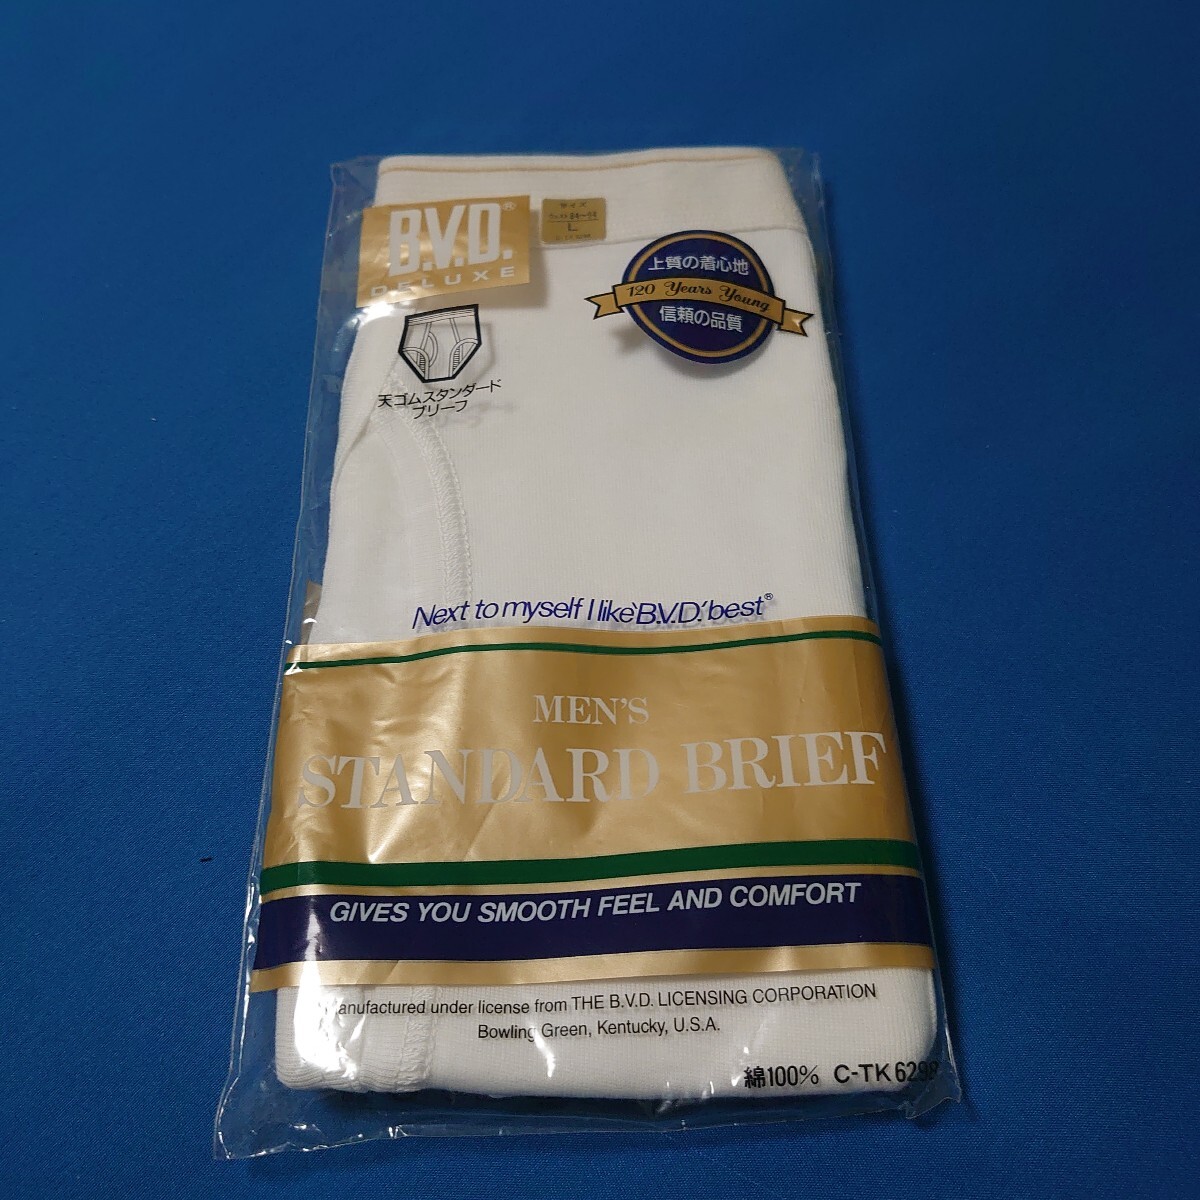 B.V.D.®
DELUXE
サイズ
84~94
L
上質の着心地
120 Years Young
信頼の品質
天ゴムスタンダード
ブリーフ
Next to myself I like 'B.V.D.' best®
MEN'S
STANDARD BRIEF
GIVES YOU SMOOTH FEEL AND COMFORT
anufactured under license from THE B.V.D. LICENSING CORPORATION
Bowling Green, Kentucky, U.S.A.
綿100% C-TK6298